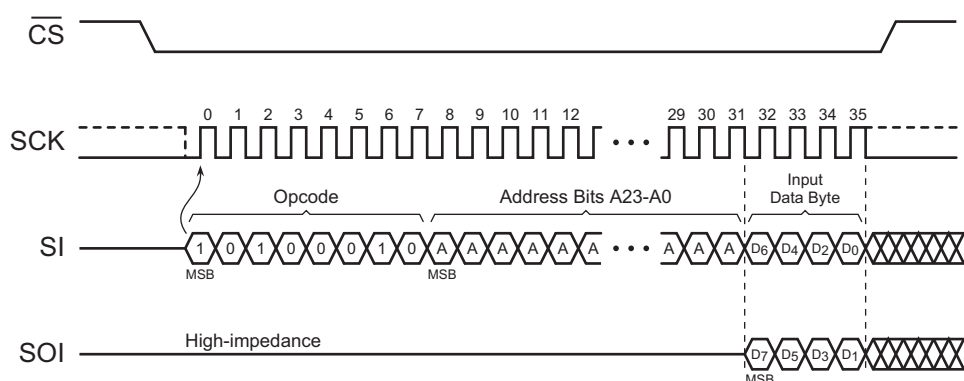 CS
0 1 2 3 4 5 6 7 8 9 10 11 12 29 30 31 32 33 34 35
SCK
Opcode Address Bits A23-A0 Input
Data Byte
SI 1 0 1 0 0 0 1 0 A A A A A A A A A D6 D4 D2 D0
MSB MSB
High-impedance
SOI D7 D5 D3 D1
MSB